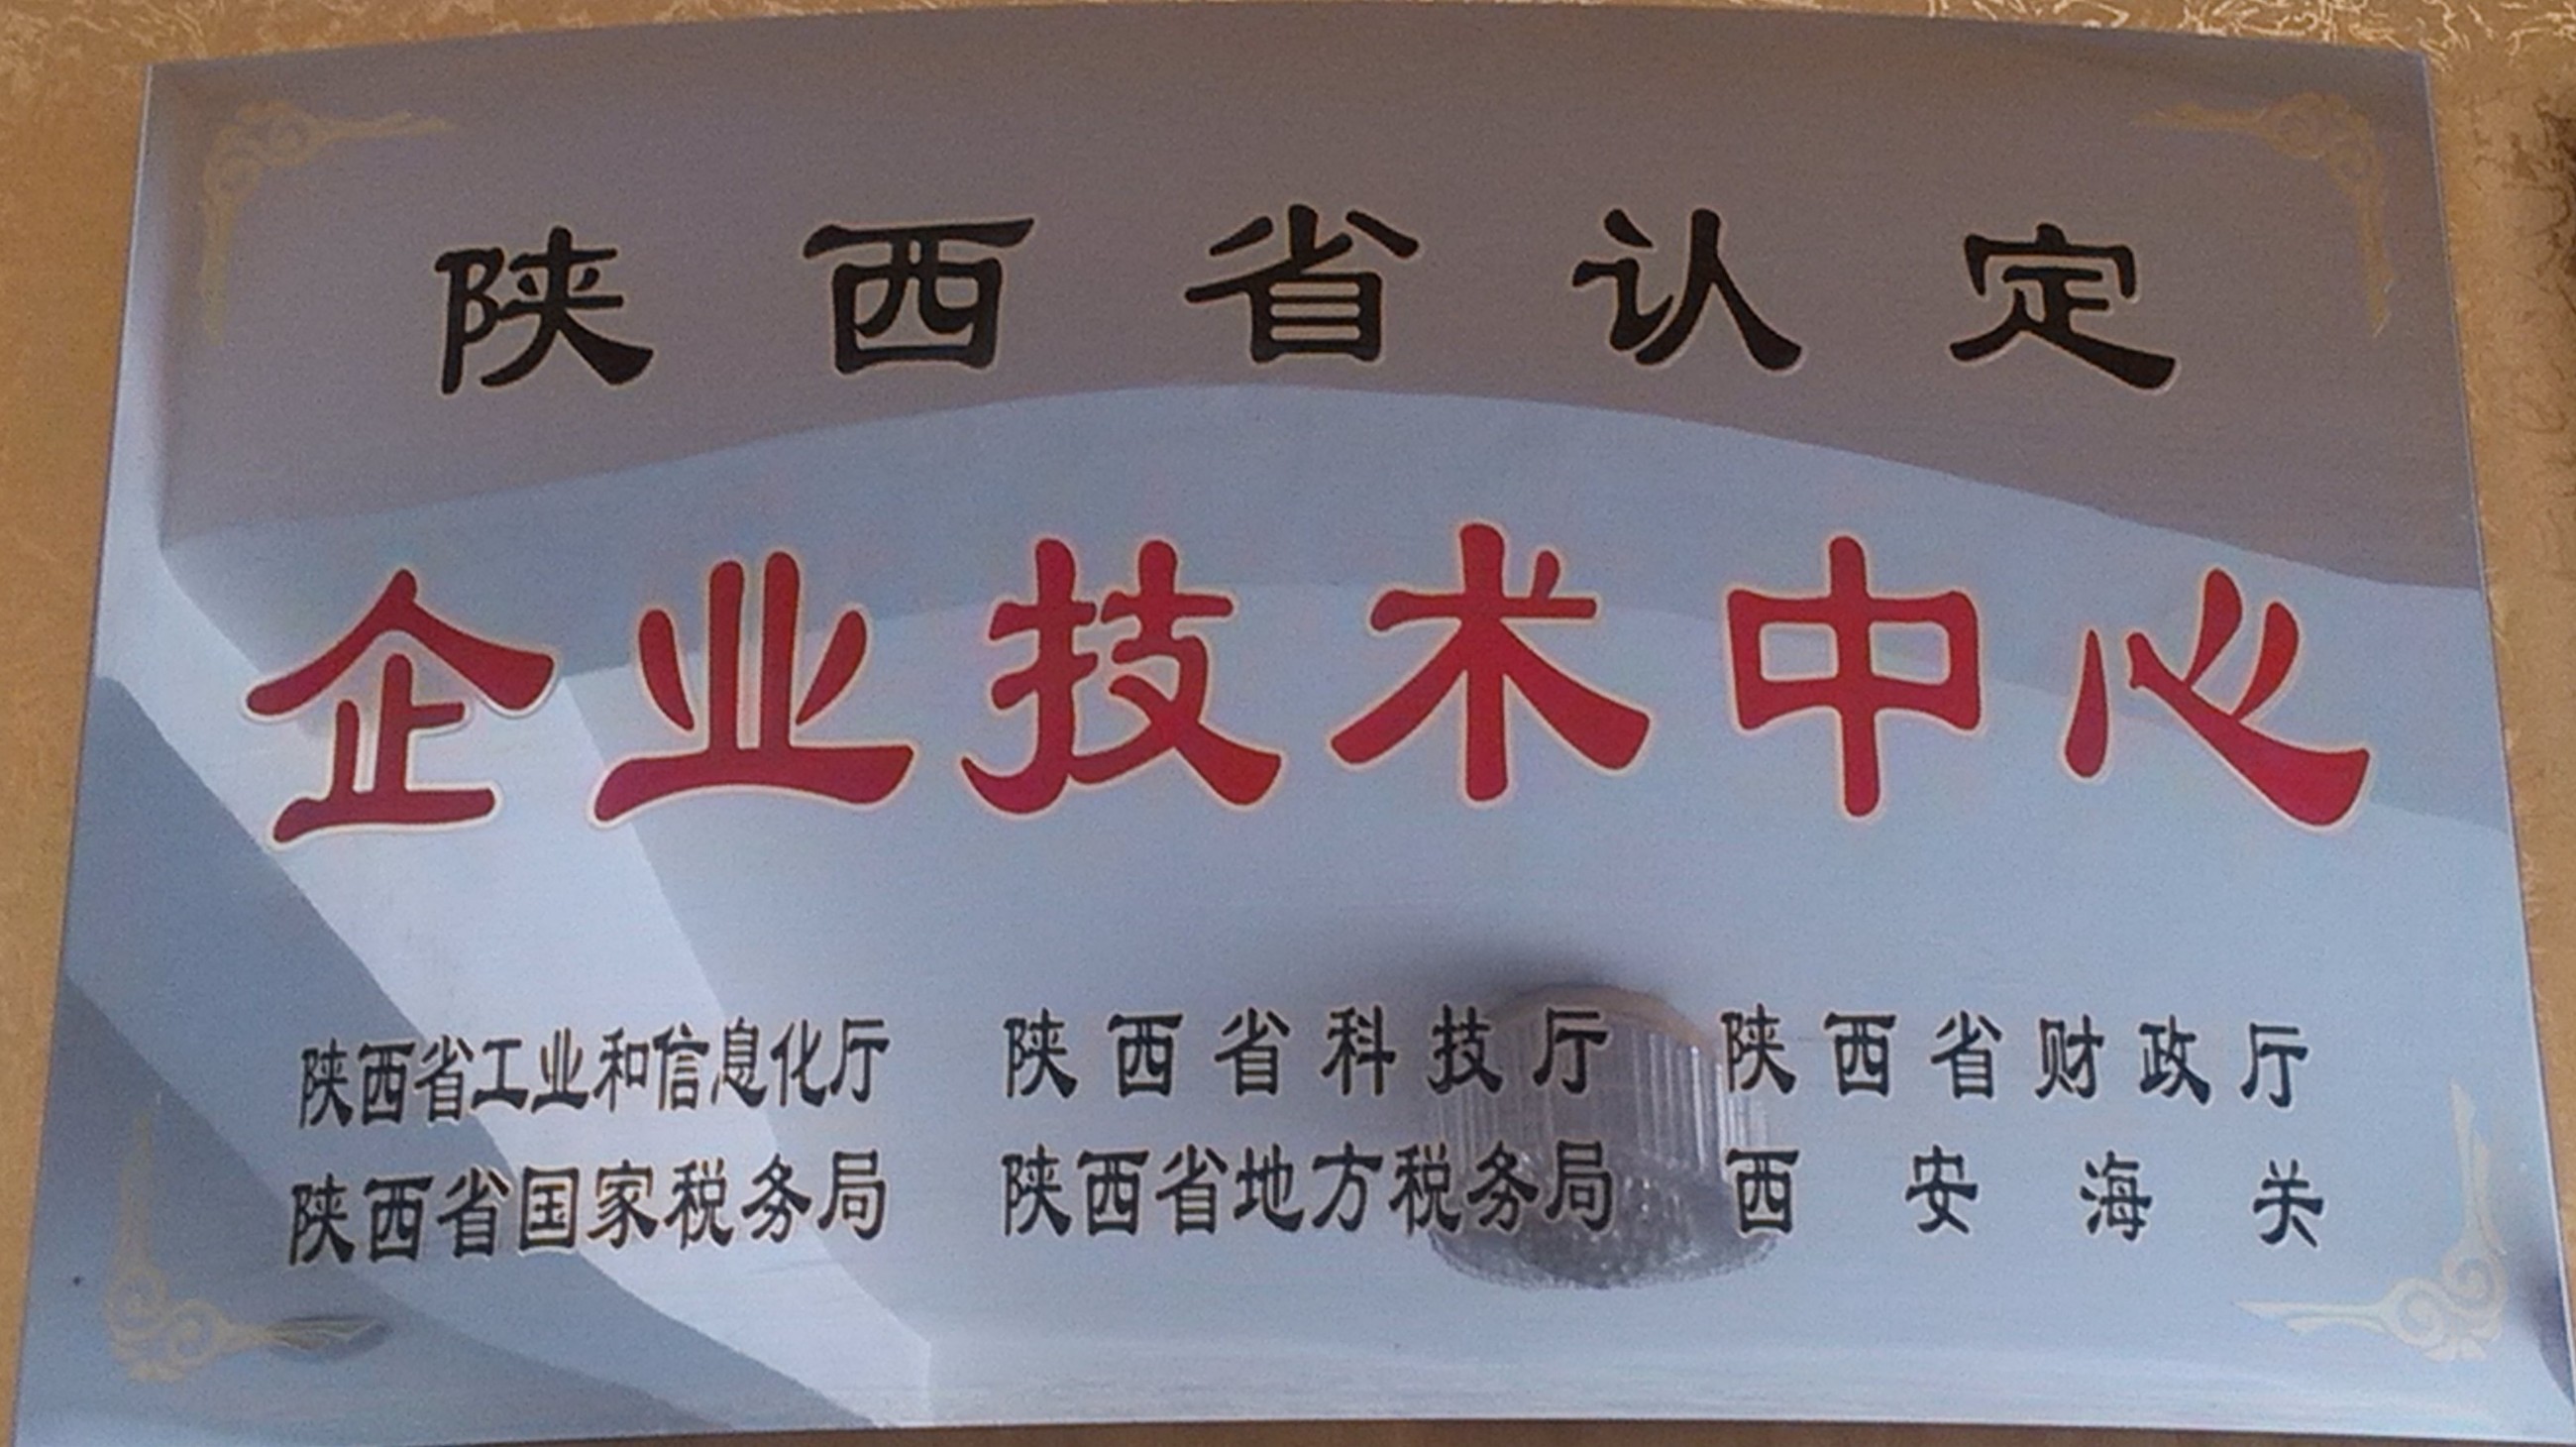 陕西省认定
企业技术中心
陕西省工业和信息化厅 陕西省科技厅 陕西省财政厅
陕西省国家税务局 陕西省地方税务局 西安海关